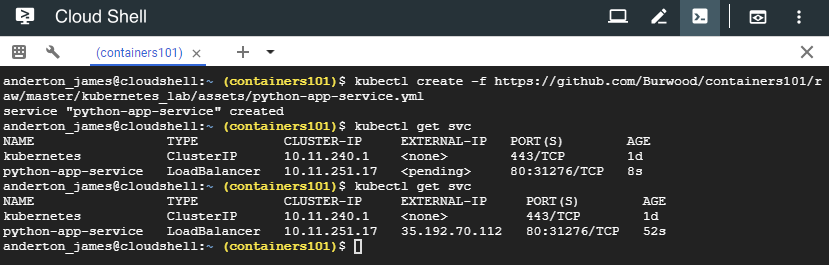 Cloud Shell
(containers101) ×
anderton_james@cloudshell:~ (containers101)$ kubectl create -f https://github.com/Burwood/containers101/r
aw/master/kubernetes_lab/assets/python-app-service.yml
service "python-app-service" created
anderton_james@cloudshell:~ (containers101)$ kubectl get svc
NAME TYPE CLUSTER-IP EXTERNAL-IP PORT(S) AGE
kubernetes ClusterIP 10.11.240.1 <none> 443/TCP 1d
python-app-service LoadBalancer 10.11.251.17 <pending> 80:31276/TCP 8s
anderton_james@cloudshell:~ (containers101)$ kubectl get svc
NAME TYPE CLUSTER-IP EXTERNAL-IP PORT(S) AGE
kubernetes ClusterIP 10.11.240.1 <none> 443/TCP 1d
python-app-service LoadBalancer 10.11.251.17 35.192.70.112 80:31276/TCP 52s
anderton_james@cloudshell:~ (containers101)$